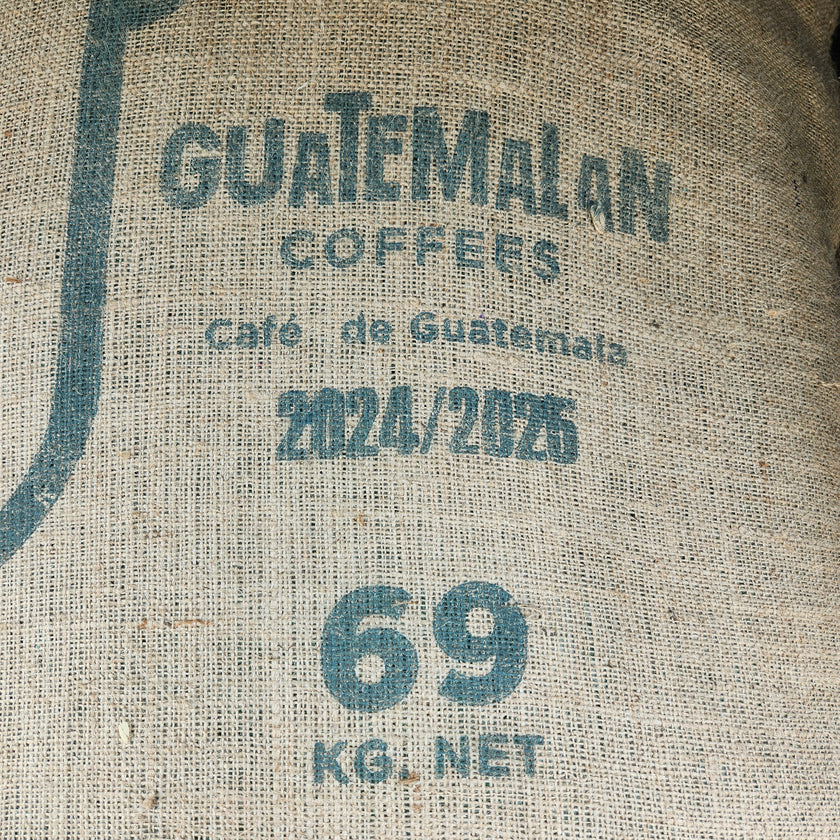 GUATEMALAN
COFFEES
Café de Guatemala
2024/2025
69
KG. NET